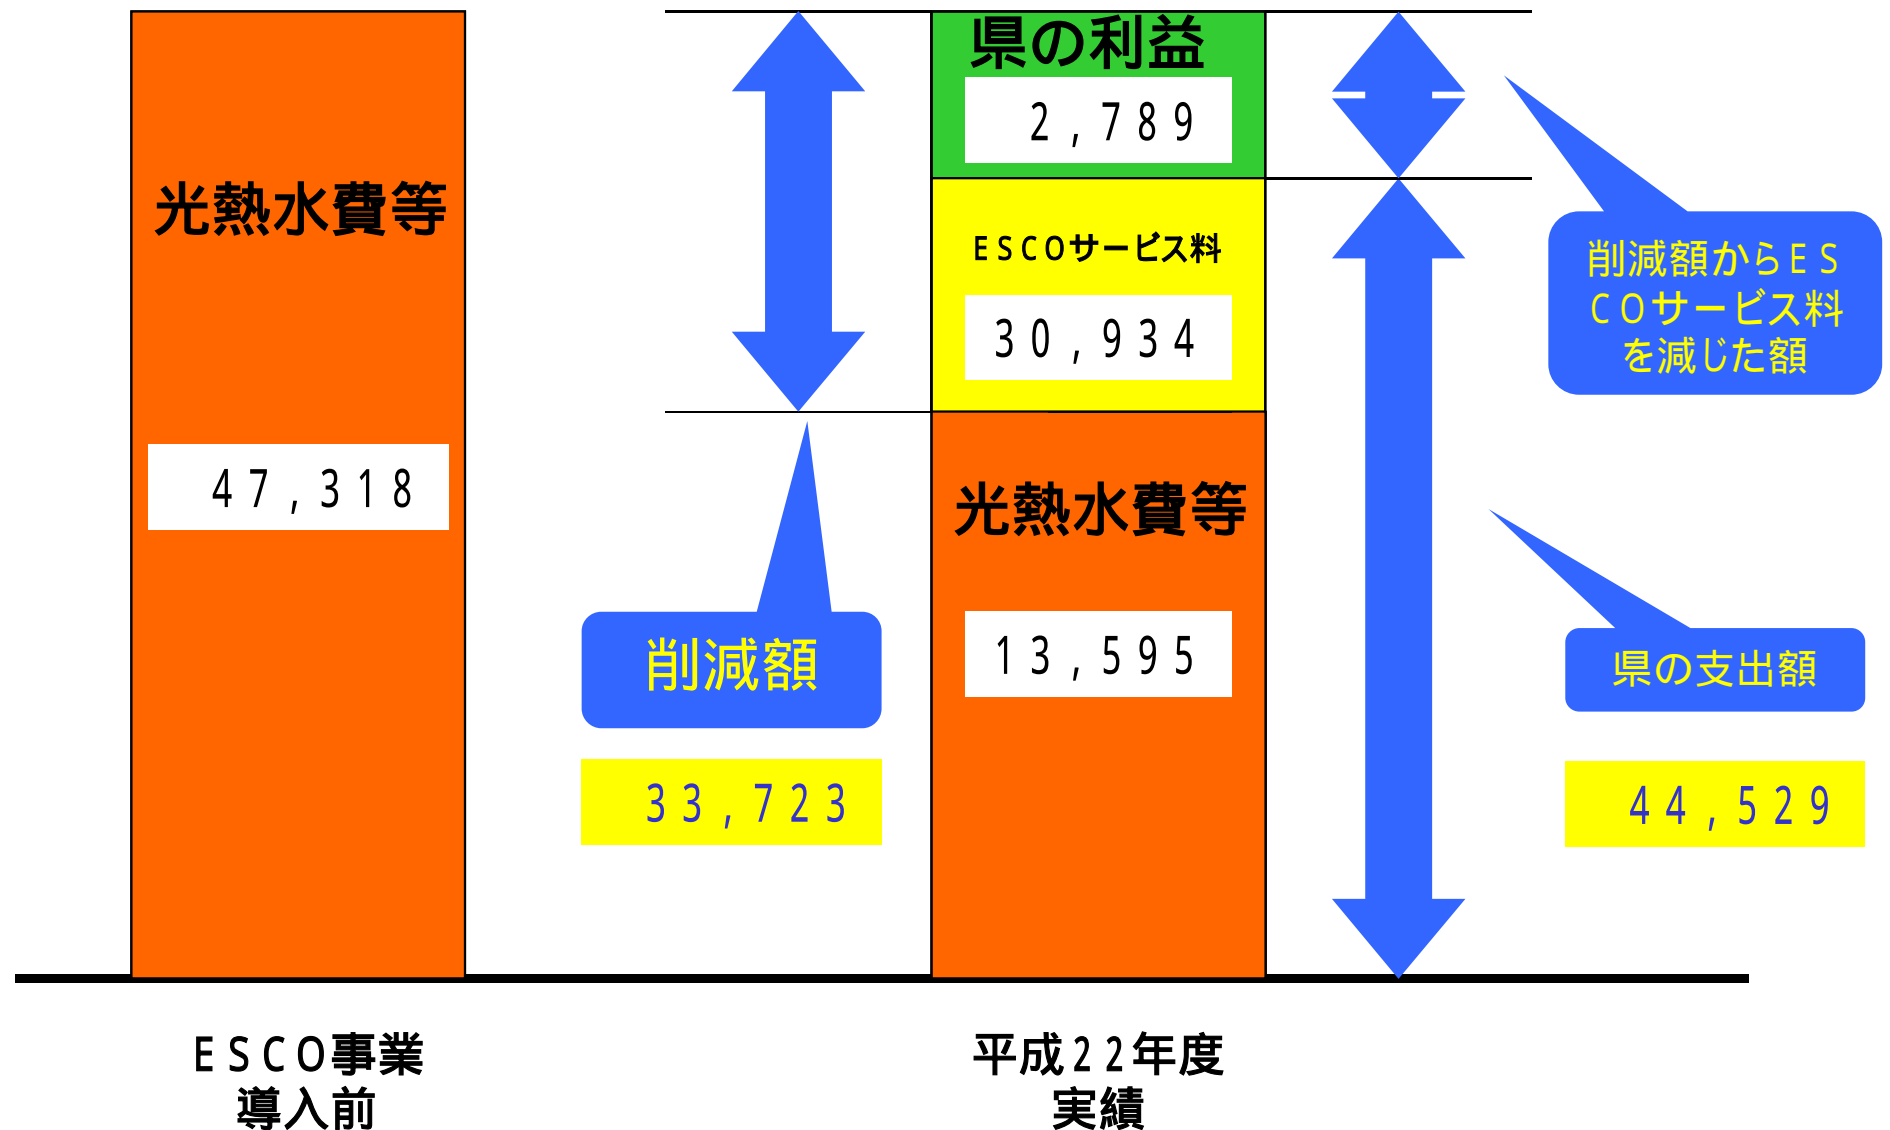 光熱水費等
４７，３１８
ＥＳＣＯ事業
導入前
削減額
３３，７２３
県の利益
２，７８９
ＥＳＣＯサービス料
３０，９３４
光熱水費等
１３，５９５
平成２２年度
実績
削減額からＥＳ
ＣＯサービス料
を減じた額
県の支出額
４４，５２９